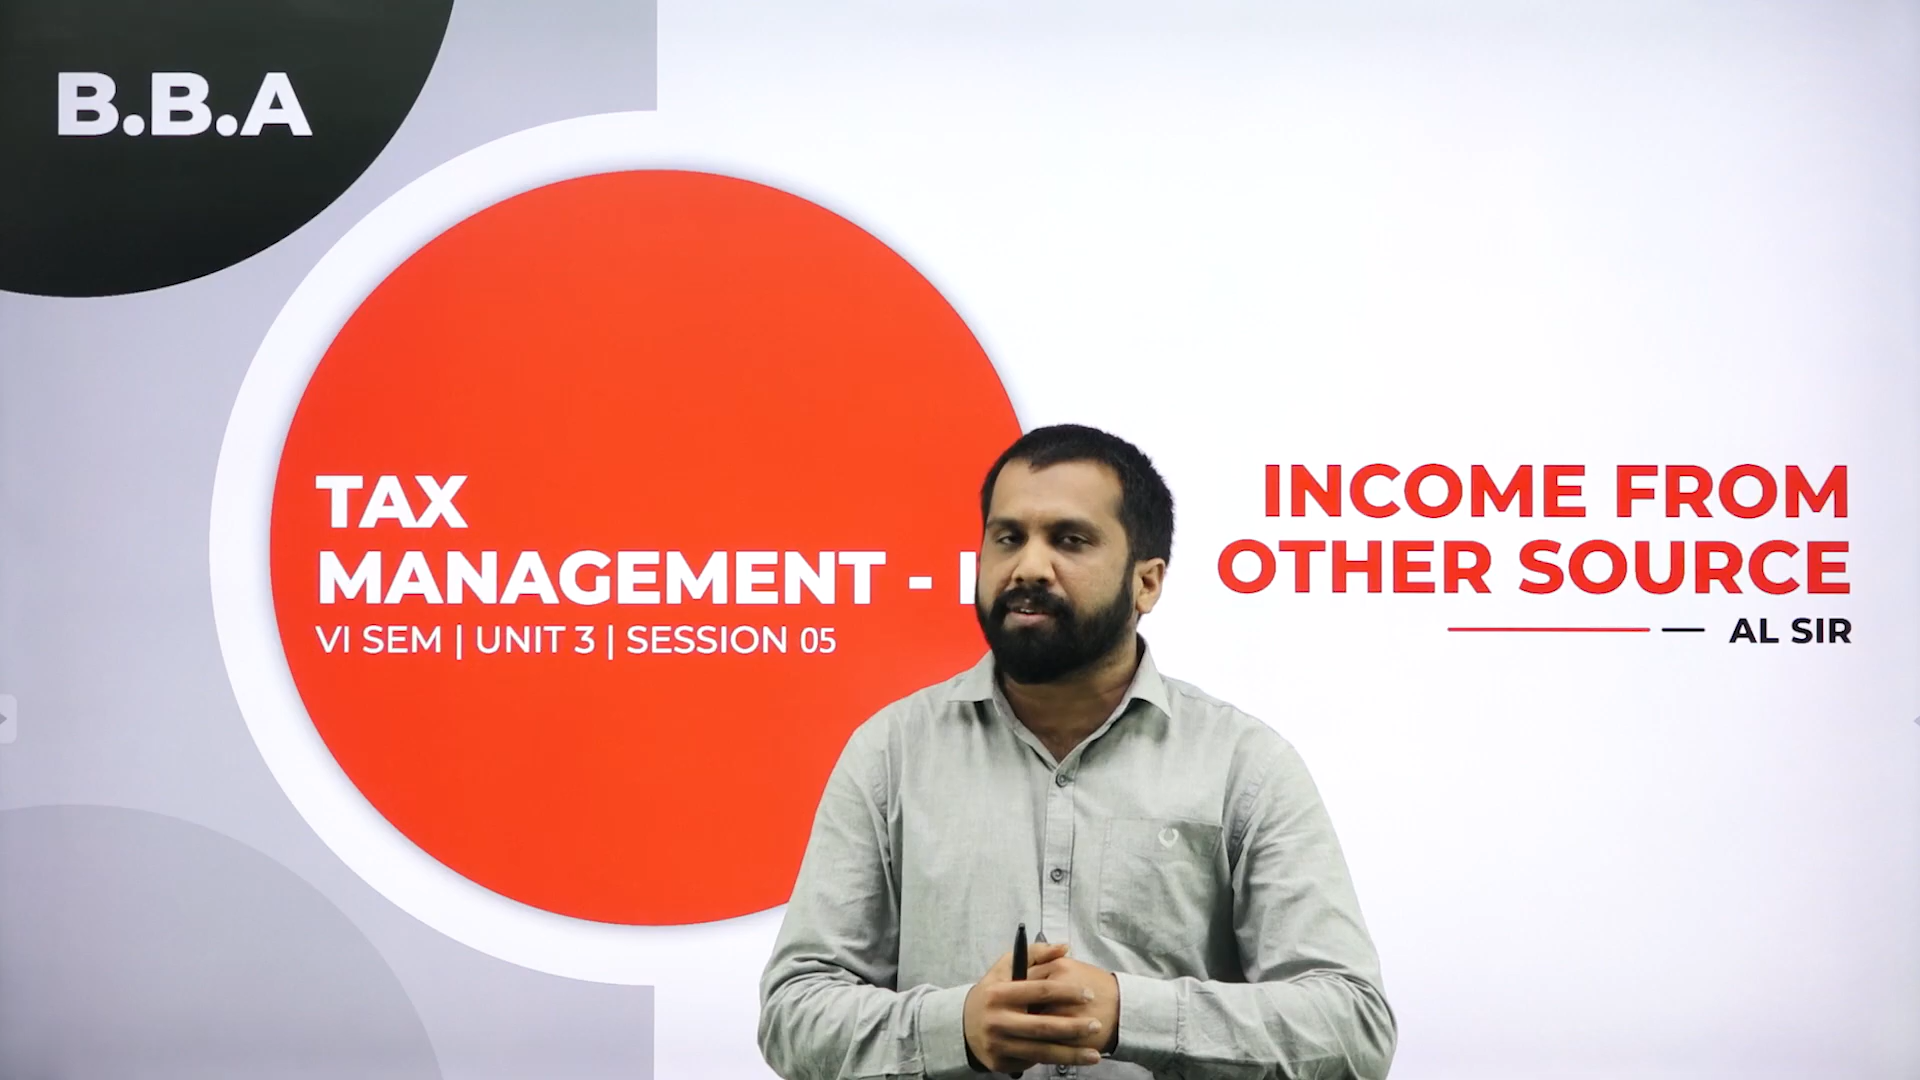 B.B.A
TAX
MANAGEMENT - I
VI SEM | UNIT 3 | SESSION 05
INCOME FROM
OTHER SOURCE
AL SIR